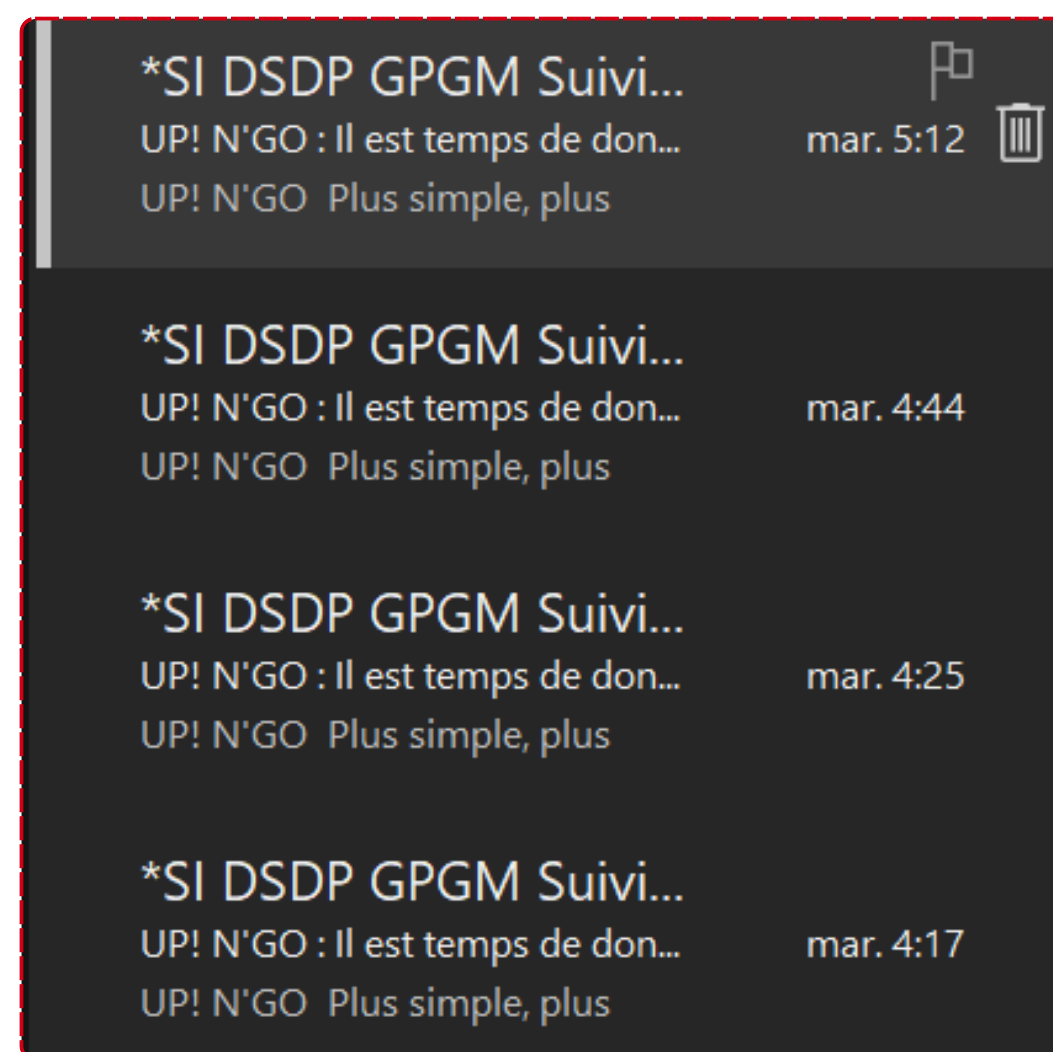 *SI DSDP GPGM Suivi...
UP! N'GO : Il est temps de don... mar. 5:12
UP! N'GO  Plus simple, plus
*SI DSDP GPGM Suivi...
UP! N'GO : Il est temps de don... mar. 4:44
UP! N'GO  Plus simple, plus
*SI DSDP GPGM Suivi...
UP! N'GO : Il est temps de don... mar. 4:25
UP! N'GO  Plus simple, plus
*SI DSDP GPGM Suivi...
UP! N'GO : Il est temps de don... mar. 4:17
UP! N'GO  Plus simple, plus